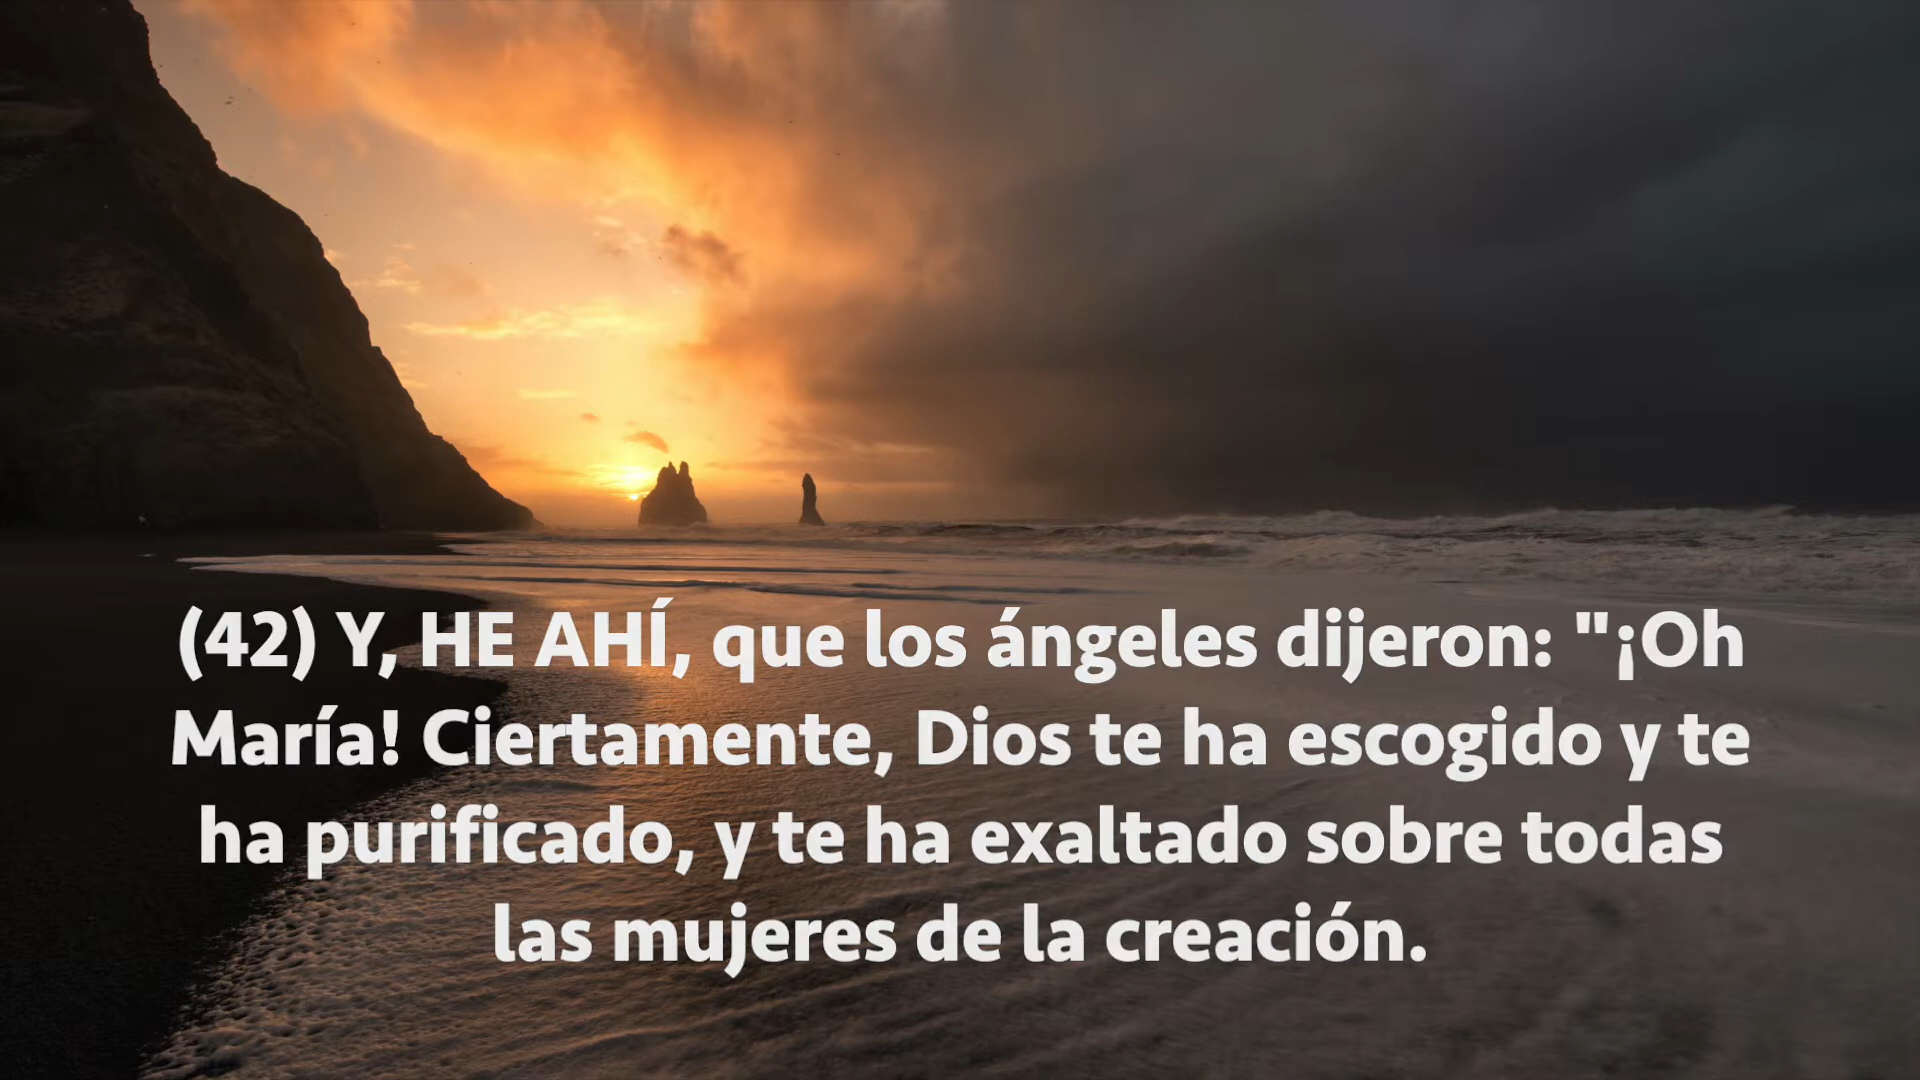 (42) Y, HE AHÍ, que los ángeles dijeron: "¡Oh
María! Ciertamente, Dios te ha escogido y te
ha purificado, y te ha exaltado sobre todas
las mujeres de la creación.